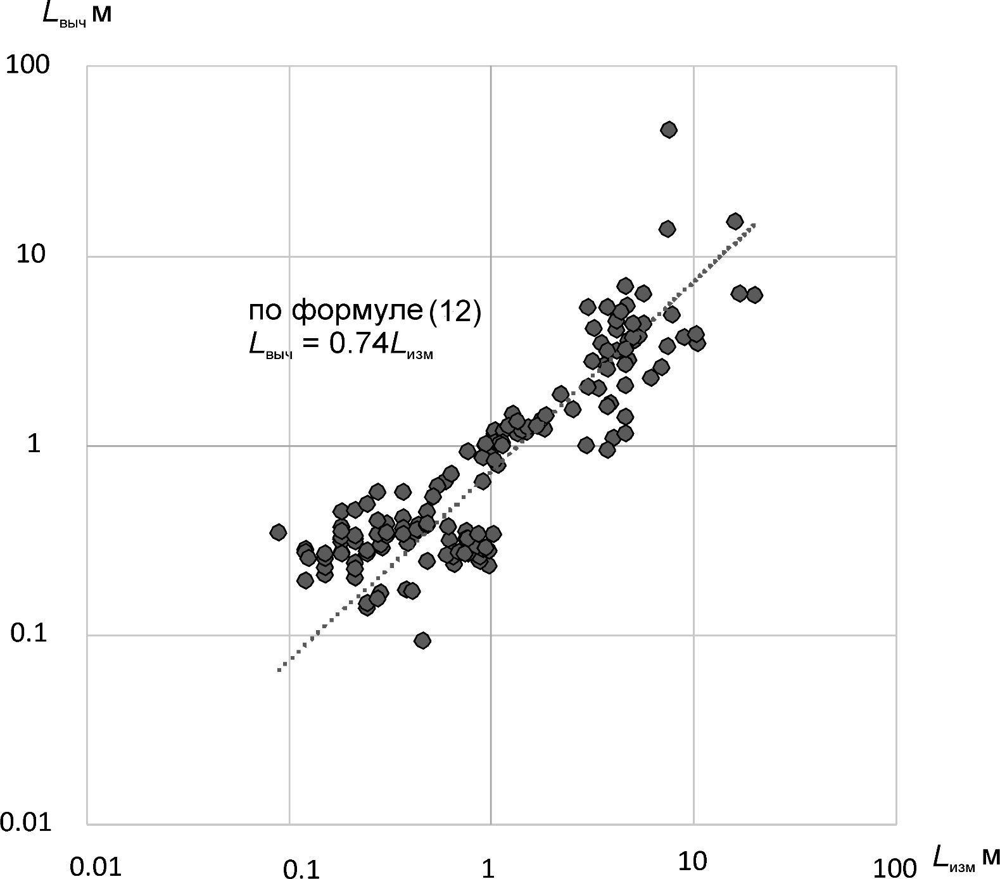 Lвыч м
100
10
по формуле (12)
Lвыч = 0.74Lизм
1
0.1
0.01
0.01 0.1 1 10 100 Lизм м